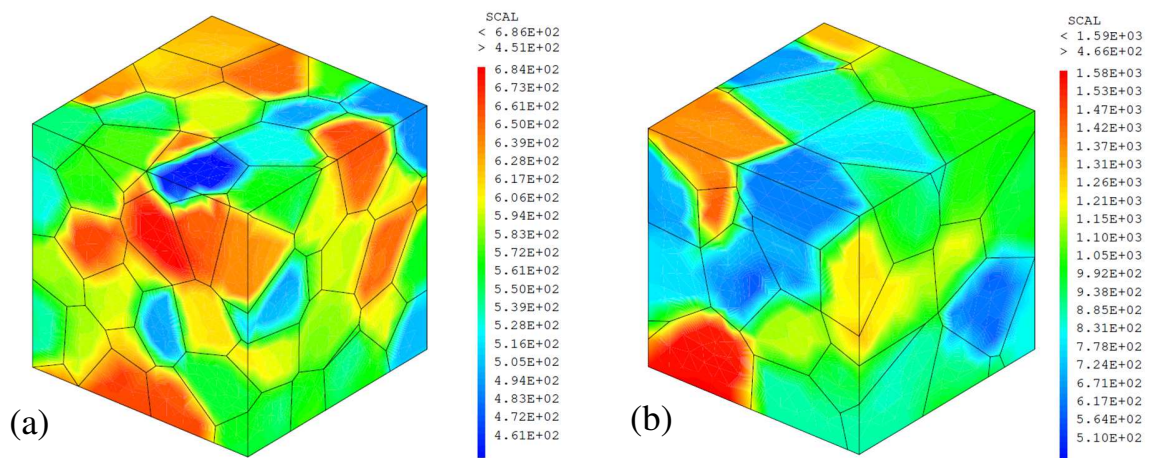 SCAL
< 6.86E+02
> 4.51E+02
6.84E+02
6.73E+02
6.61E+02
6.50E+02
6.39E+02
6.28E+02
6.17E+02
6.06E+02
5.94E+02
5.83E+02
5.72E+02
5.61E+02
5.50E+02
5.39E+02
5.28E+02
5.16E+02
5.05E+02
4.94E+02
4.83E+02
4.72E+02
4.61E+02
(a)
SCAL
< 1.59E+03
> 4.66E+02
1.58E+03
1.53E+03
1.47E+03
1.42E+03
1.37E+03
1.31E+03
1.26E+03
1.21E+03
1.15E+03
1.10E+03
1.05E+03
9.92E+02
9.38E+02
8.85E+02
8.31E+02
7.78E+02
7.24E+02
6.71E+02
6.17E+02
5.64E+02
5.10E+02
(b)